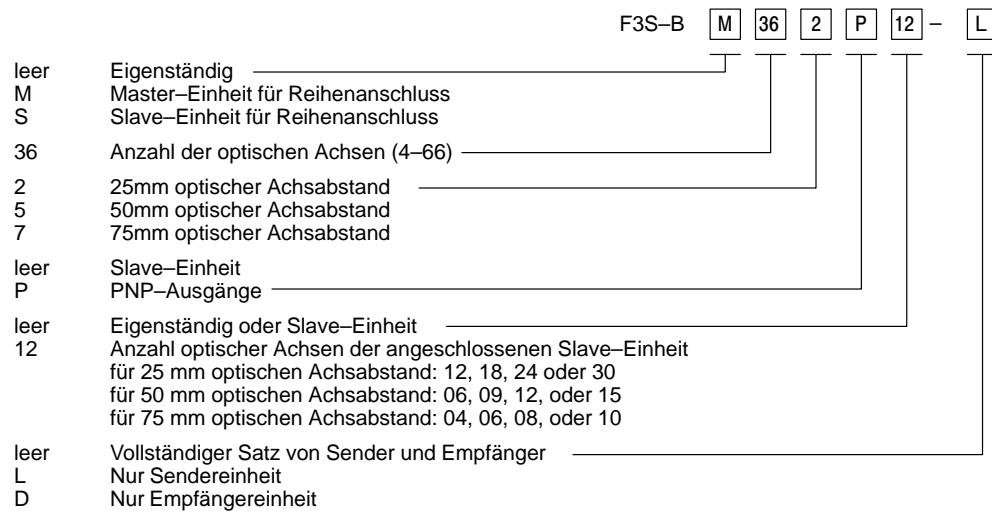 F3S–B M 36 2 P 12 – L
leer Eigenständig
M Master–Einheit für Reihenanschluss
S Slave–Einheit für Reihenanschluss
36 Anzahl der optischen Achsen (4–66)
2 25mm optischer Achsabstand
5 50mm optischer Achsabstand
7 75mm optischer Achsabstand
leer Slave–Einheit
P PNP–Ausgänge
leer Eigenständig oder Slave–Einheit
12 Anzahl optischer Achsen der angeschlossenen Slave–Einheit
für 25 mm optischen Achsabstand: 12, 18, 24 oder 30
für 50 mm optischen Achsabstand: 06, 09, 12, oder 15
für 75 mm optischen Achsabstand: 04, 06, 08, oder 10
leer Vollständiger Satz von Sender und Empfänger
L Nur Sendereinheit
D Nur Empfängereinheit